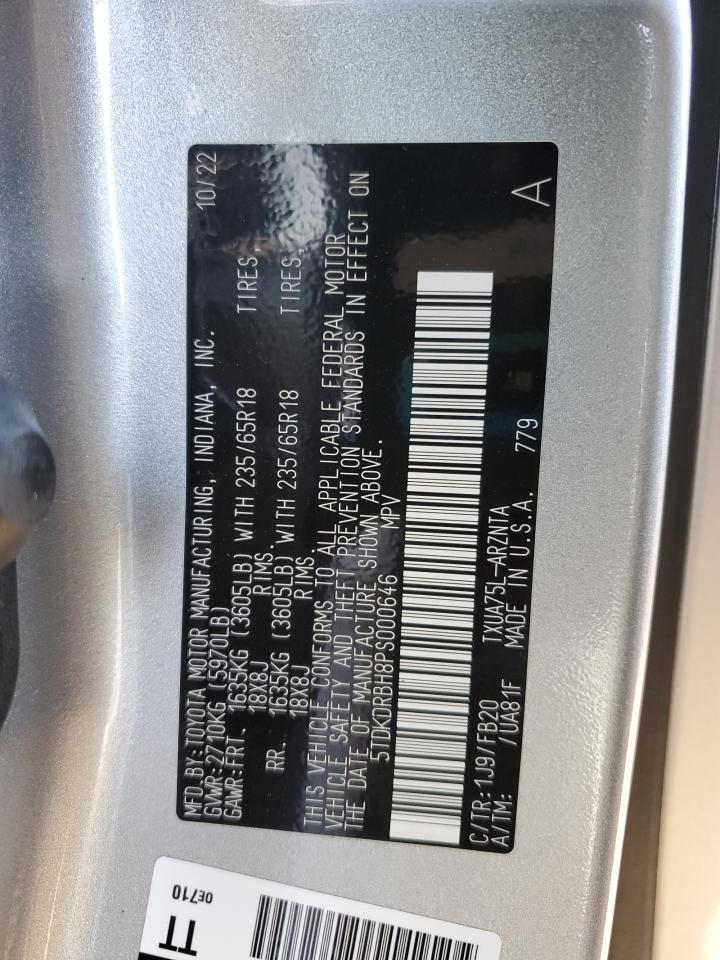 MFD.BY:TOYOTA MOTOR MANUFACTURING, INDIANA, INC. 10/22
GVWR:2710KG (5970LB)
GAWR:FRT. 1635KG (3605LB) WITH 235/65R18 TIRES,
18X8J RIMS.
RR. 1635KG (3605LB) WITH 235/65R18 TIRES,
18X8J RIMS
THIS VEHICLE CONFORMS TO ALL APPLICABLE FEDERAL MOTOR
VEHICLE SAFETY AND THEFT PREVENTION STANDARDS IN EFFECT ON
THE DATE OF MANUFACTURE SHOWN ABOVE.
5TDKDRBH8PS000646 MPV
C/TR:1J9/FB20 TXUA75L-ARZNTA A
A/TM: /UA81F MADE IN U.S.A. 779
0E710
TT